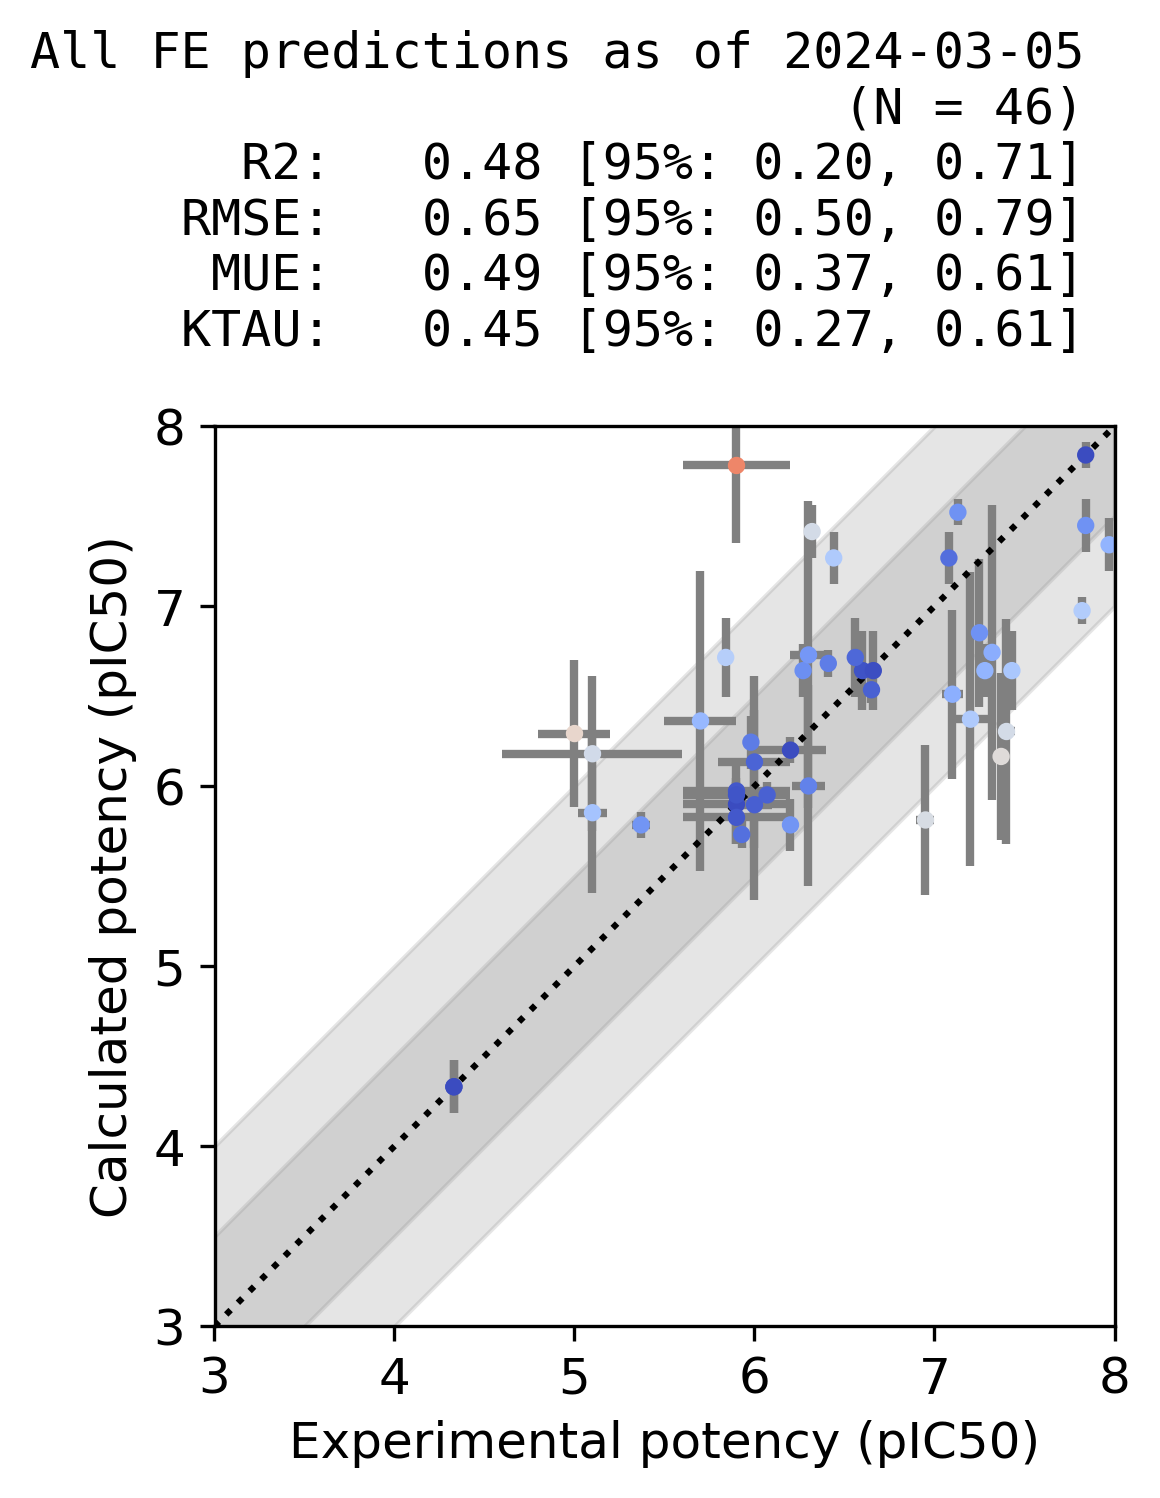 All FE predictions as of 2024-03-05
(N = 46)
R2: 0.48 [95%: 0.20, 0.71]
RMSE: 0.65 [95%: 0.50, 0.79]
MUE: 0.49 [95%: 0.37, 0.61]
KTAU: 0.45 [95%: 0.27, 0.61]
8
7
6
5
4
3
Calculated potency (pIC50)
3 4 5 6 7 8
Experimental potency (pIC50)